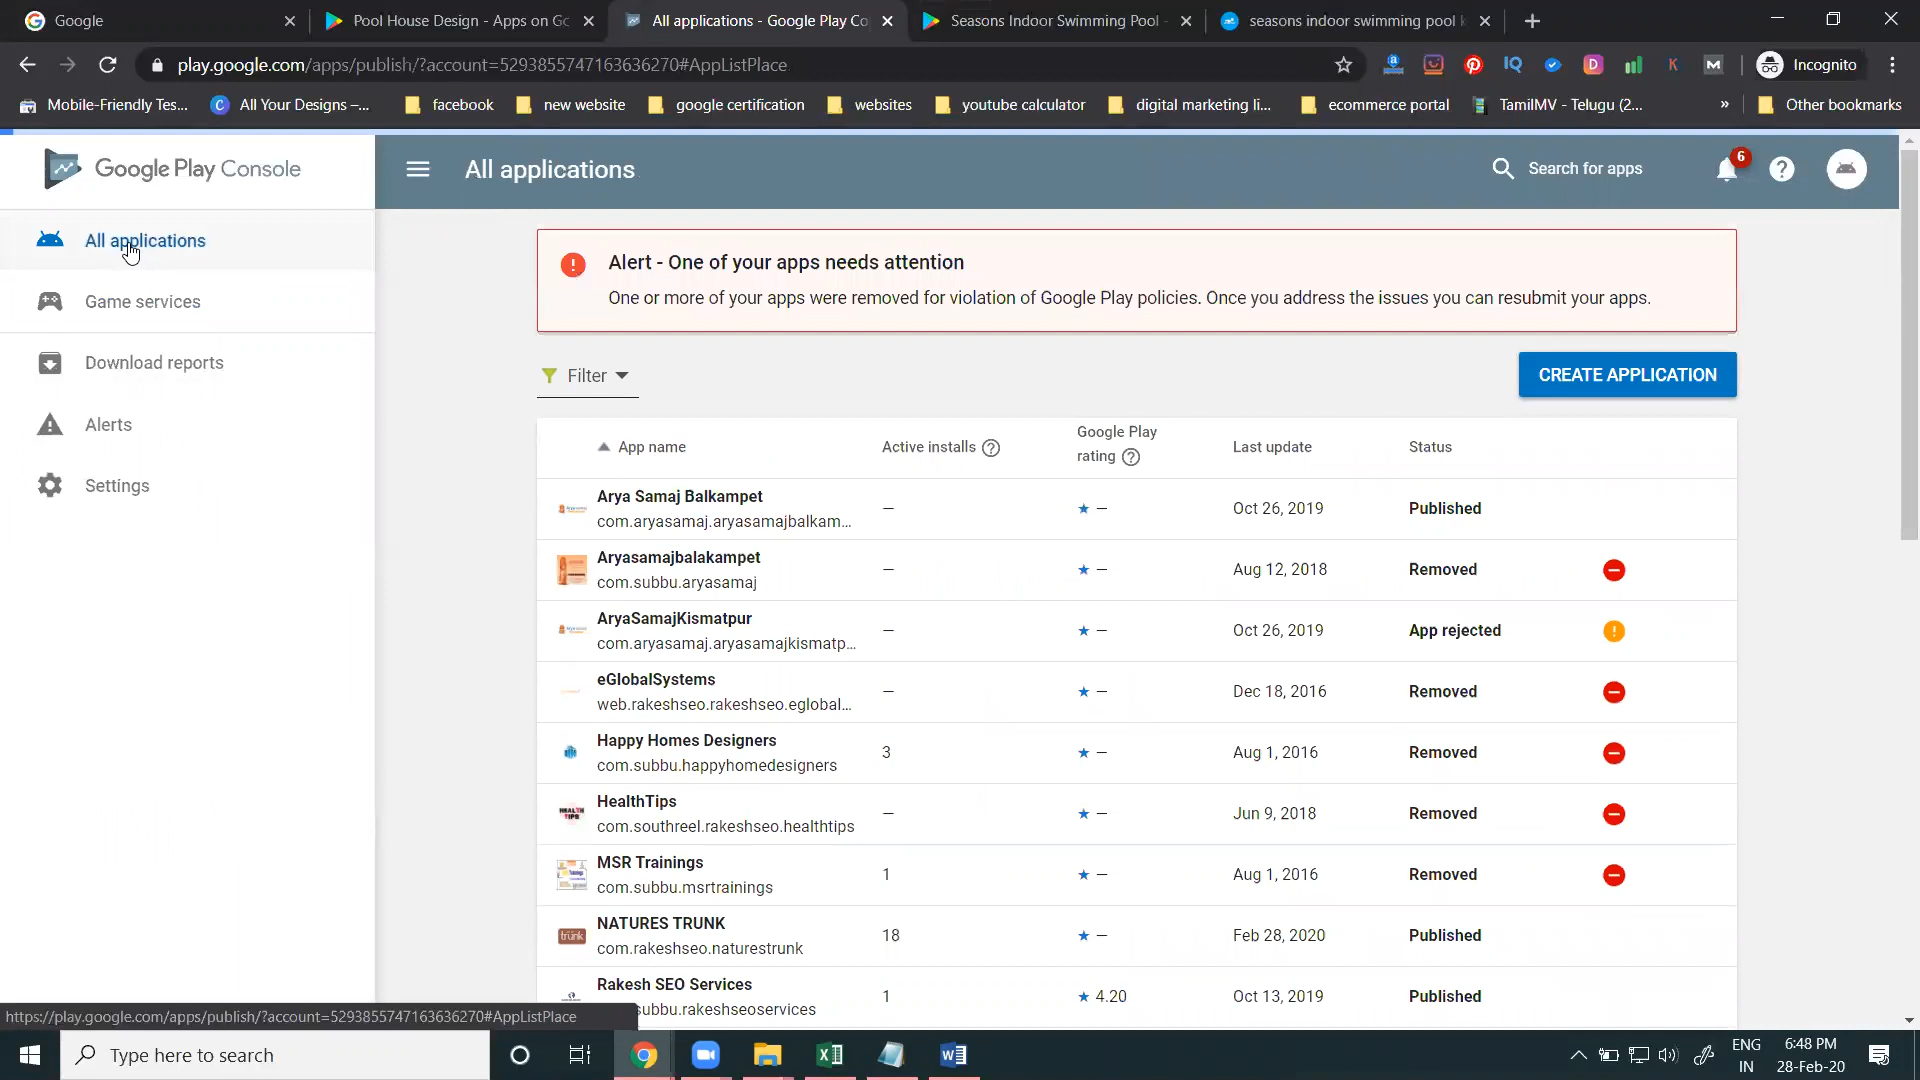 Google
Pool House Design - Apps on Go
All applications - Google Play Co
Seasons Indoor Swimming Pool -
seasons indoor swimming pool k
play.google.com/apps/publish/?account=5293855747163636270#AppListPlace
Incognito
Mobile-Friendly Tes...
All Your Designs –...
facebook
new website
google certification
websites
youtube calculator
digital marketing li...
ecommerce portal
TamilMV - Telugu (2...
»
Other bookmarks
Google Play Console
All applications
Search for apps
6
All applications
Game services
Download reports
Alerts
Settings
Alert - One of your apps needs attention
One or more of your apps were removed for violation of Google Play policies. Once you address the issues you can resubmit your apps.
Filter
CREATE APPLICATION
App name
Active installs
Google Play
rating
Last update
Status
Arya Samaj Balkampet
com.aryasamaj.aryasamajbalkam...
–
★ –
Oct 26, 2019
Published
Aryasamajbalakampet
com.subbu.aryasamaj
–
★ –
Aug 12, 2018
Removed
AryaSamajKismatpur
com.aryasamaj.aryasamajkismatp...
–
★ –
Oct 26, 2019
App rejected
eGlobalSystems
web.rakeshseo.rakeshseo.eglobal...
–
★ –
Dec 18, 2016
Removed
Happy Homes Designers
com.subbu.happyhomedesigners
3
★ –
Aug 1, 2016
Removed
HealthTips
com.southreel.rakeshseo.healthtips
–
★ –
Jun 9, 2018
Removed
MSR Trainings
com.subbu.msrtrainings
1
★ –
Aug 1, 2016
Removed
NATURES TRUNK
com.rakeshseo.naturestrunk
18
★ –
Feb 28, 2020
Published
Rakesh SEO Services
subbu.rakeshseoservices
1
★ 4.20
Oct 13, 2019
Published
https://play.google.com/apps/publish/?account=5293855747163636270#AppListPlace
Type here to search
ENG
IN
6:48 PM
28-Feb-20